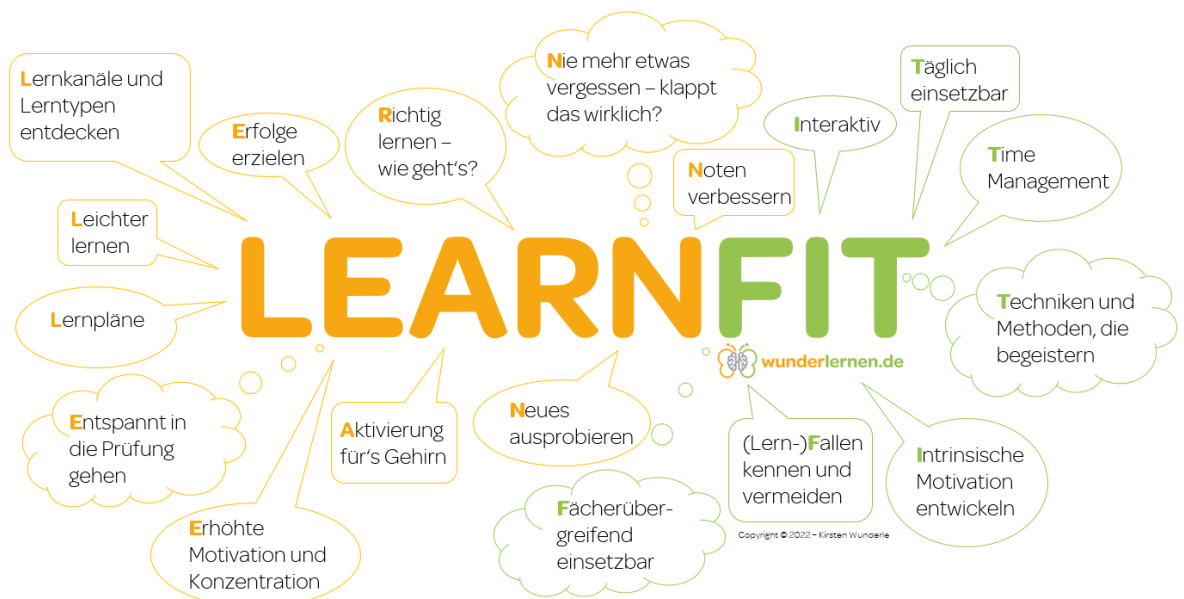 Lernkanäle und
Lerntypen
entdecken
Erfolge
erzielen
Richtig
lernen –
wie geht's?
Nie mehr etwas
vergessen – klappt
das wirklich?
Noten
verbessern
Interaktiv
Täglich
einsetzbar
Time
Management
Leichter
lernen
LEARNFIT
Lernpläne
wunderlernen.de
Techniken und
Methoden, die
begeistern
Entspannt in
die Prüfung
gehen
Aktivierung
für's Gehirn
Neues
ausprobieren
(Lern-)Fallen
kennen und
vermeiden
Intrinsische
Motivation
entwickeln
Erhöhte
Motivation und
Konzentration
Fächerüber-
greifend
einsetzbar
Copyright © 2022 – Kirsten Wunderle